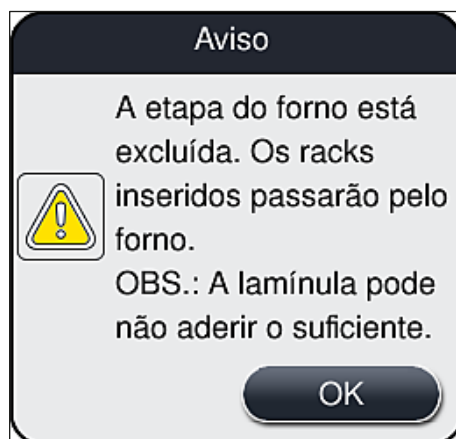 Aviso
A etapa do forno está
excluída. Os racks
inseridos passarão pelo
forno.
OBS.: A lamínula pode
não aderir o suficiente.
OK